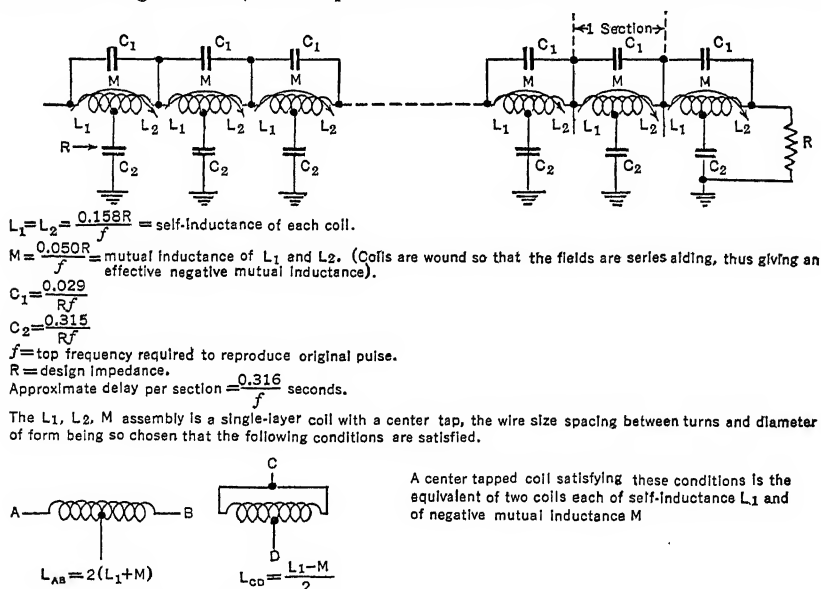 1 Section
C1 C1 C1 C1 C1 C1
M M M M M M
L1 L2 L1 L2 L1 L2 L1 L2 L1 L2 L1 L2
R C2 C2 C2 C2 C2 C2 R
L1=L2=0.158R/f=self-inductance of each coil.
M=0.050R/f=mutual inductance of L1 and L2. (Coils are wound so that the fields are series aiding, thus giving an
effective negative mutual inductance).
C1=0.029/Rf
C2=0.315/Rf
f=top frequency required to reproduce original pulse.
R=design impedance.
Approximate delay per section=0.316/f seconds.
The L1, L2, M assembly is a single-layer coil with a center tap, the wire size spacing between turns and diameter
of form being so chosen that the following conditions are satisfied.
C
A B
D
LAB=2(L1+M)
LCD=L1-M/2
A center tapped coil satisfying these conditions is the
equivalent of two coils each of self-inductance L1 and
of negative mutual inductance M